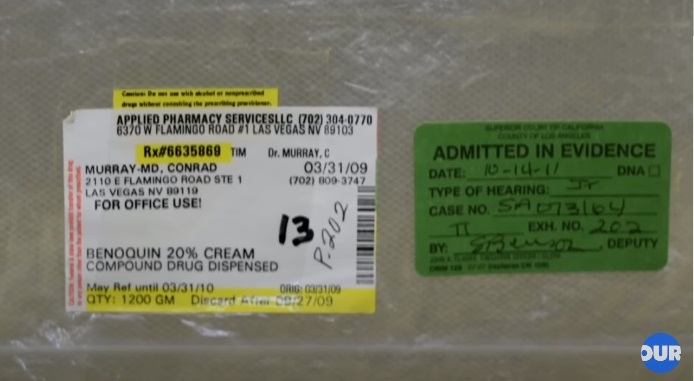 Caution: Do not use with alcohol or nonprescribed
drugs without consulting the prescribing practitioner.
APPLIED PHARMACY SERVICESLLC (702) 304-0770
6370 W FLAMINGO ROAD #1 LAS VEGAS NV 89103
Rx#6635869 TIM Dr. MURRAY, C
MURRAY-MD, CONRAD 03/31/09
2110 E FLAMINGO ROAD STE 1 (702) 809-3747
LAS VEGAS NV 89119
FOR OFFICE USE!
13
P.202
BENOQUIN 20% CREAM
COMPOUND DRUG DISPENSED
May Ref until 03/31/10 ORIG: 03/31/09
QTY: 1200 GM Discard After 09/27/09
SUPERIOR COURT OF CALIFORNIA
COUNTY OF LOS ANGELES
ADMITTED IN EVIDENCE
DATE: 10-14-11 DNA
TYPE OF HEARING: Jr
CASE NO. SA073164
EXH. NO. 202
BY: DEPUTY
OUR